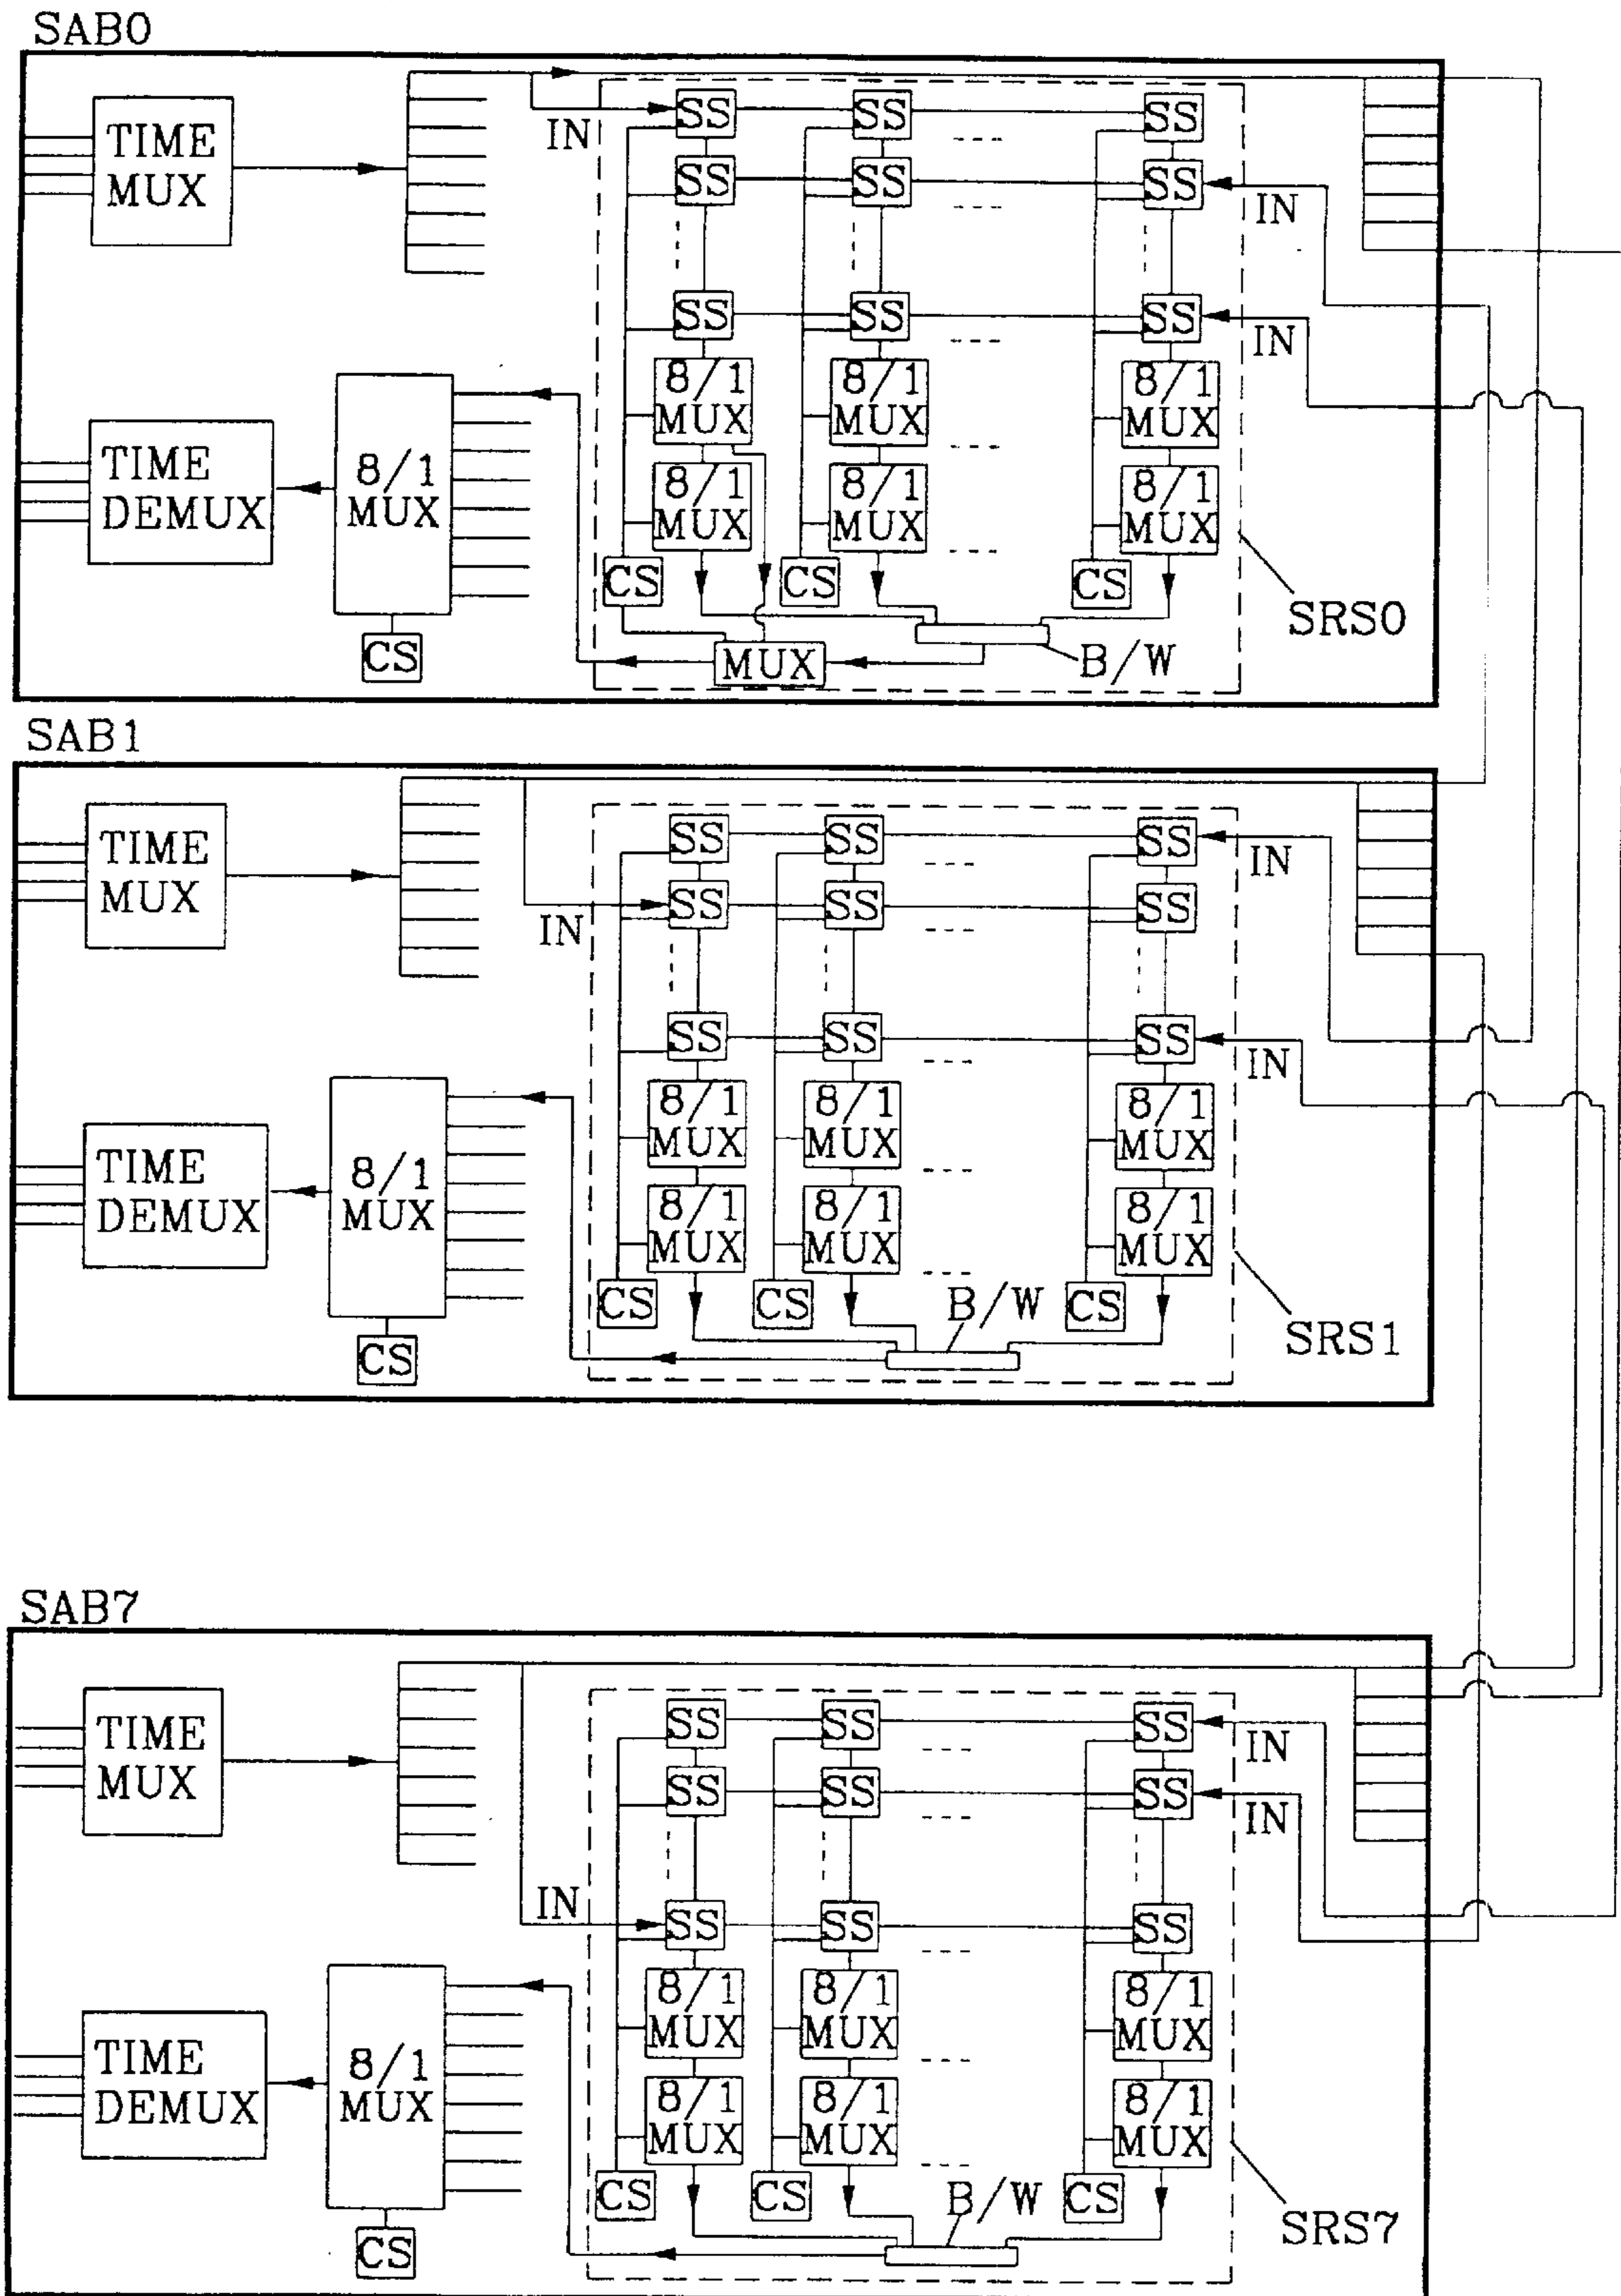 SAB0
TIME
MUX
IN
SS SS SS
SS SS SS
IN
SS SS SS
IN
8/1 8/1 8/1
MUX MUX MUX
8/1 8/1 8/1
MUX MUX MUX
TIME
DEMUX
8/1
MUX
CS CS CS
CS
SRS0
MUX
B/W
SAB1
TIME
MUX
SS SS SS
IN
IN
SS SS SS
SS SS SS
IN
8/1 8/1 8/1
MUX MUX MUX
8/1 8/1 8/1
MUX MUX MUX
TIME
DEMUX
8/1
MUX
CS CS CS
B/W
CS
SRS1
SAB7
TIME
MUX
SS SS SS
IN
SS SS SS
IN
IN
SS SS SS
8/1 8/1 8/1
MUX MUX MUX
8/1 8/1 8/1
MUX MUX MUX
TIME
DEMUX
8/1
MUX
CS CS CS
B/W
CS
SRS7